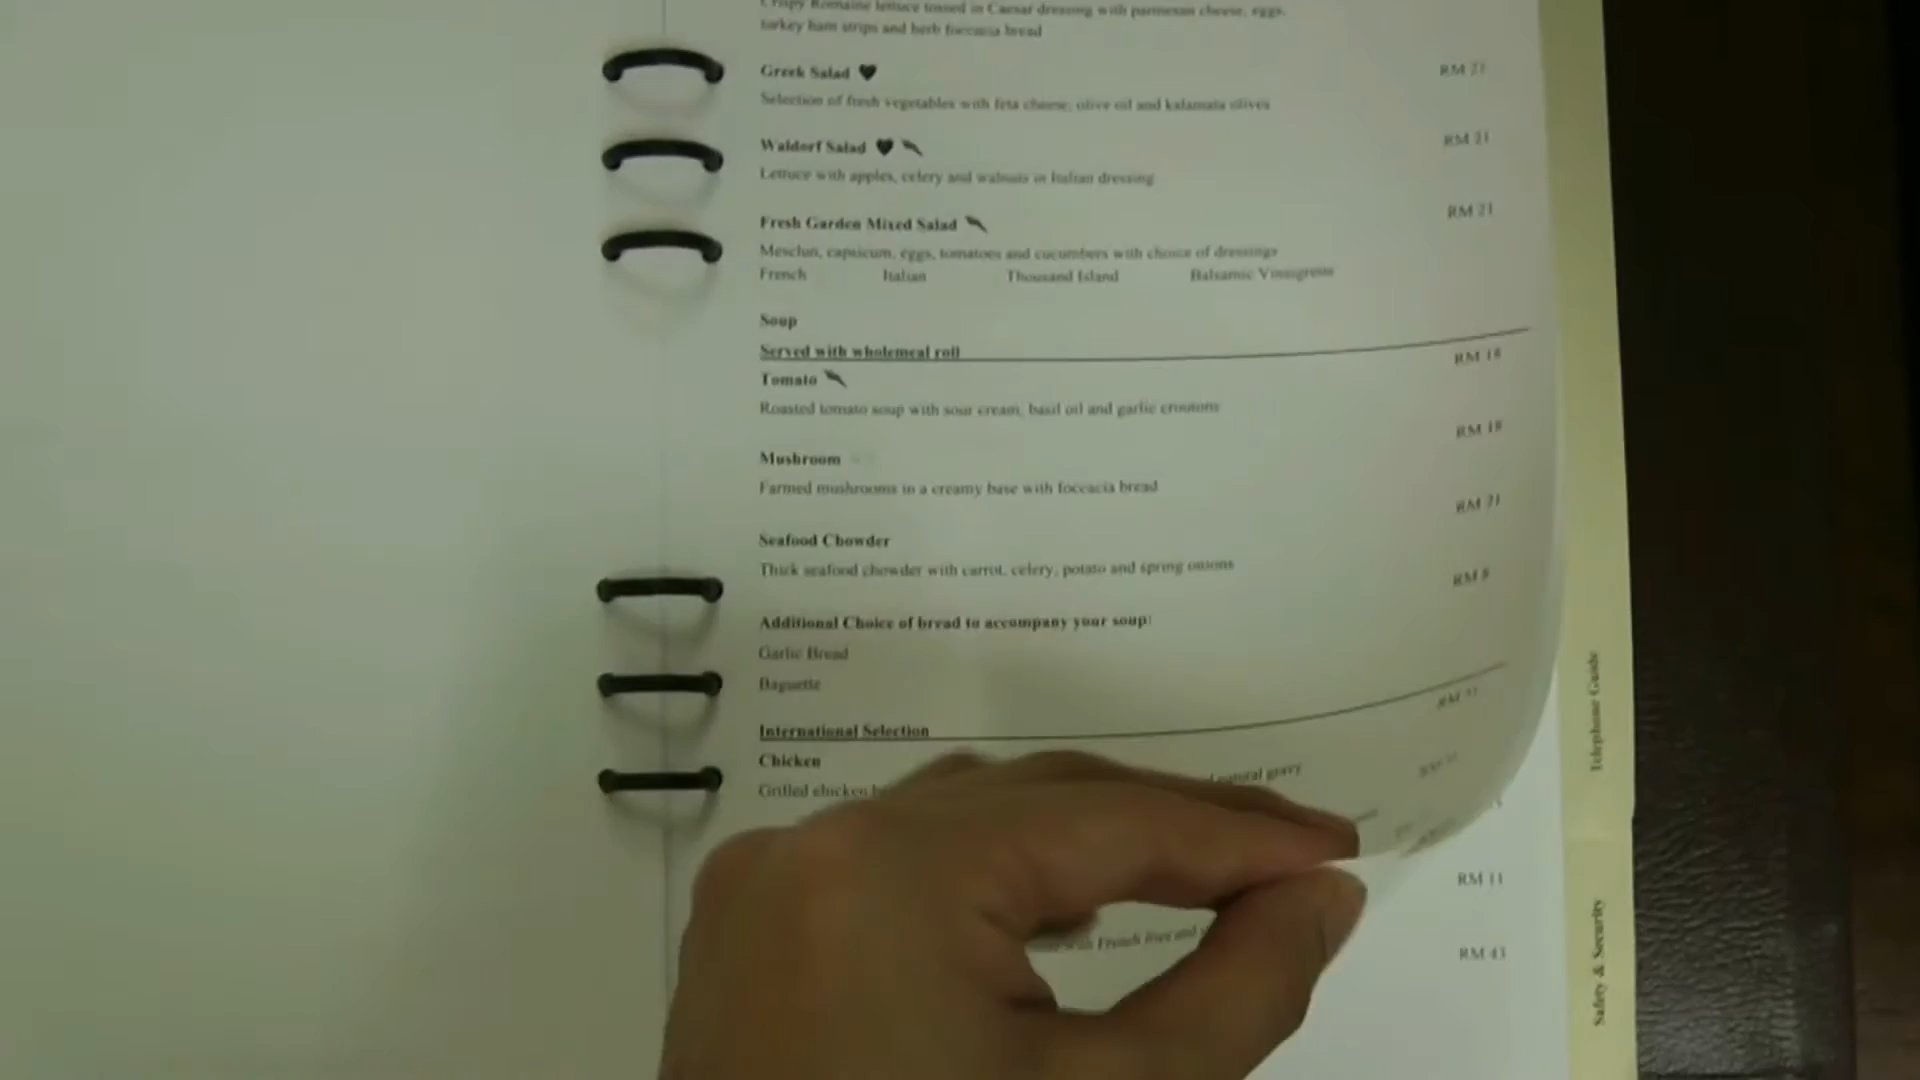 Crispy Romaine lettuce tossed in Caesar dressing with parmesan cheese, eggs,
turkey ham strips and herb foccacia bread
Greek Salad RM 21
Selection of fresh vegetables with feta cheese, olive oil and kalamata olives
Waldorf Salad RM 21
Lettuce with apples, celery and walnuts in Italian dressing
Fresh Garden Mixed Salad RM 21
Mesclun, capsicum, eggs, tomatoes and cucumbers with choice of dressings
French Italian Thousand Island Balsamic Vinaigrette
Soup
Served with wholemeal roll
Tomato RM 18
Roasted tomato soup with sour cream, basil oil and garlic croutons
Mushroom RM 18
Farmed mushrooms in a creamy base with foccacia bread
Seafood Chowder RM 21
Thick seafood chowder with carrot, celery, potato and spring onions
Additional Choice of bread to accompany your soup: RM 8
Garlic Bread
Baguette
International Selection
Chicken RM
Grilled chicken natural gravy
RM 11
with French fries and
RM 43
Telephone Guide
Safety & Security